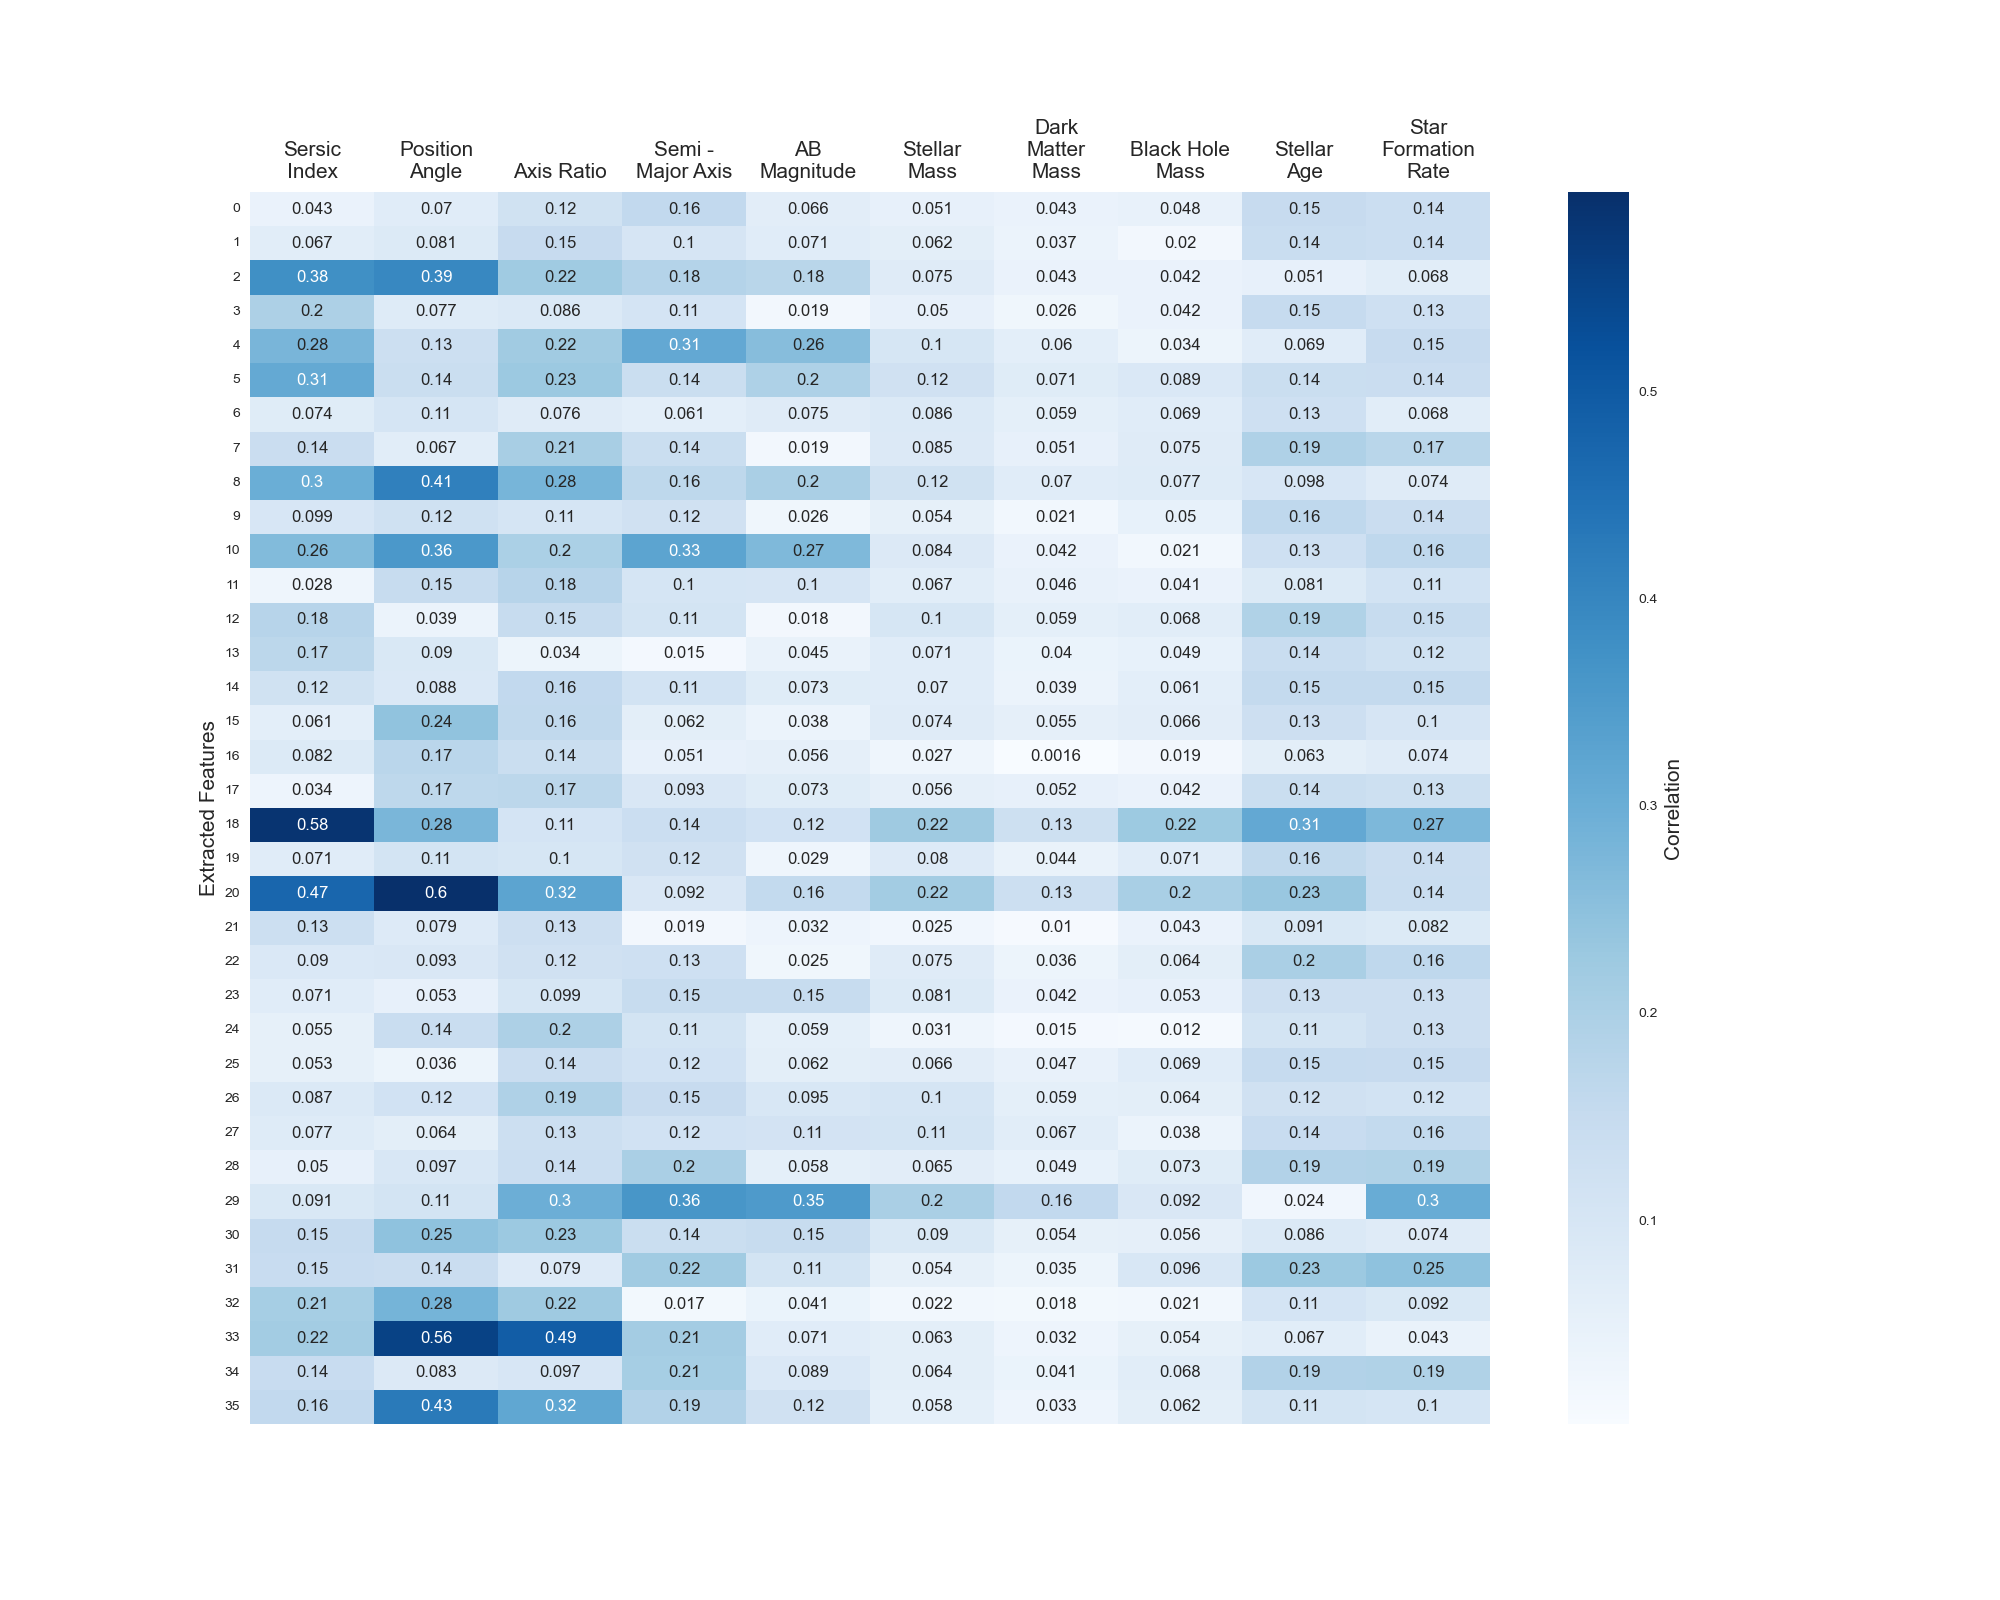 Sersic Index
Position Angle
Axis Ratio
Semi - Major Axis
AB Magnitude
Stellar Mass
Dark Matter Mass
Black Hole Mass
Stellar Age
Star Formation Rate
0 0.043 0.07 0.12 0.16 0.066 0.051 0.043 0.048 0.15 0.14
1 0.067 0.081 0.15 0.1 0.071 0.062 0.037 0.02 0.14 0.14
2 0.38 0.39 0.22 0.18 0.18 0.075 0.043 0.042 0.051 0.068
3 0.2 0.077 0.086 0.11 0.019 0.05 0.026 0.042 0.15 0.13
4 0.28 0.13 0.22 0.31 0.26 0.1 0.06 0.034 0.069 0.15
5 0.31 0.14 0.23 0.14 0.2 0.12 0.071 0.089 0.14 0.14
6 0.074 0.11 0.076 0.061 0.075 0.086 0.059 0.069 0.13 0.068
7 0.14 0.067 0.21 0.14 0.019 0.085 0.051 0.075 0.19 0.17
8 0.3 0.41 0.28 0.16 0.2 0.12 0.07 0.077 0.098 0.074
9 0.099 0.12 0.11 0.12 0.026 0.054 0.021 0.05 0.16 0.14
10 0.26 0.36 0.2 0.33 0.27 0.084 0.042 0.021 0.13 0.16
11 0.028 0.15 0.18 0.1 0.1 0.067 0.046 0.041 0.081 0.11
12 0.18 0.039 0.15 0.11 0.018 0.1 0.059 0.068 0.19 0.15
13 0.17 0.09 0.034 0.015 0.045 0.071 0.04 0.049 0.14 0.12
14 0.12 0.088 0.16 0.11 0.073 0.07 0.039 0.061 0.15 0.15
15 0.061 0.24 0.16 0.062 0.038 0.074 0.055 0.066 0.13 0.1
16 0.082 0.17 0.14 0.051 0.056 0.027 0.0016 0.019 0.063 0.074
17 0.034 0.17 0.17 0.093 0.073 0.056 0.052 0.042 0.14 0.13
18 0.58 0.28 0.11 0.14 0.12 0.22 0.13 0.22 0.31 0.27
19 0.071 0.11 0.1 0.12 0.029 0.08 0.044 0.071 0.16 0.14
20 0.47 0.6 0.32 0.092 0.16 0.22 0.13 0.2 0.23 0.14
21 0.13 0.079 0.13 0.019 0.032 0.025 0.01 0.043 0.091 0.082
22 0.09 0.093 0.12 0.13 0.025 0.075 0.036 0.064 0.2 0.16
23 0.071 0.053 0.099 0.15 0.15 0.081 0.042 0.053 0.13 0.13
24 0.055 0.14 0.2 0.11 0.059 0.031 0.015 0.012 0.11 0.13
25 0.053 0.036 0.14 0.12 0.062 0.066 0.047 0.069 0.15 0.15
26 0.087 0.12 0.19 0.15 0.095 0.1 0.059 0.064 0.12 0.12
27 0.077 0.064 0.13 0.12 0.11 0.11 0.067 0.038 0.14 0.16
28 0.05 0.097 0.14 0.2 0.058 0.065 0.049 0.073 0.19 0.19
29 0.091 0.11 0.3 0.36 0.35 0.2 0.16 0.092 0.024 0.3
30 0.15 0.25 0.23 0.14 0.15 0.09 0.054 0.056 0.086 0.074
31 0.15 0.14 0.079 0.22 0.11 0.054 0.035 0.096 0.23 0.25
32 0.21 0.28 0.22 0.017 0.041 0.022 0.018 0.021 0.11 0.092
33 0.22 0.56 0.49 0.21 0.071 0.063 0.032 0.054 0.067 0.043
34 0.14 0.083 0.097 0.21 0.089 0.064 0.041 0.068 0.19 0.19
35 0.16 0.43 0.32 0.19 0.12 0.058 0.033 0.062 0.11 0.1
Extracted Features
0.5
0.4
0.3
0.2
0.1
Correlation